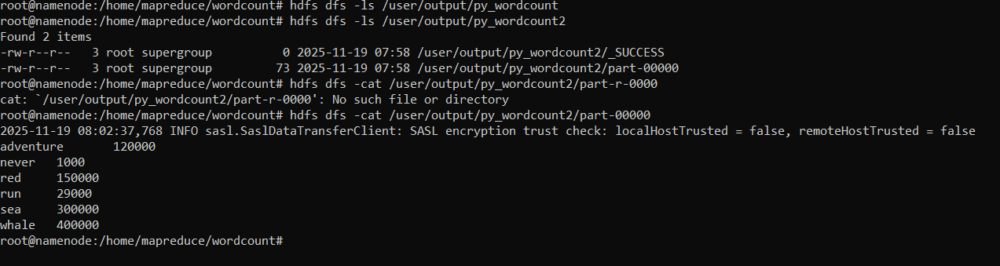 root@namenode:/home/mapreduce/wordcount# hdfs dfs -ls /user/output/py_wordcount
root@namenode:/home/mapreduce/wordcount# hdfs dfs -ls /user/output/py_wordcount2
Found 2 items
-rw-r--r--   3 root supergroup          0 2025-11-19 07:58 /user/output/py_wordcount2/_SUCCESS
-rw-r--r--   3 root supergroup         73 2025-11-19 07:58 /user/output/py_wordcount2/part-00000
root@namenode:/home/mapreduce/wordcount# hdfs dfs -cat /user/output/py_wordcount2/part-r-0000
cat: `/user/output/py_wordcount2/part-r-0000': No such file or directory
root@namenode:/home/mapreduce/wordcount# hdfs dfs -cat /user/output/py_wordcount2/part-00000
2025-11-19 08:02:37,768 INFO sasl.SaslDataTransferClient: SASL encryption trust check: localHostTrusted = false, remoteHostTrusted = false
adventure       120000
never   1000
red     150000
run     29000
sea     300000
whale   400000
root@namenode:/home/mapreduce/wordcount#